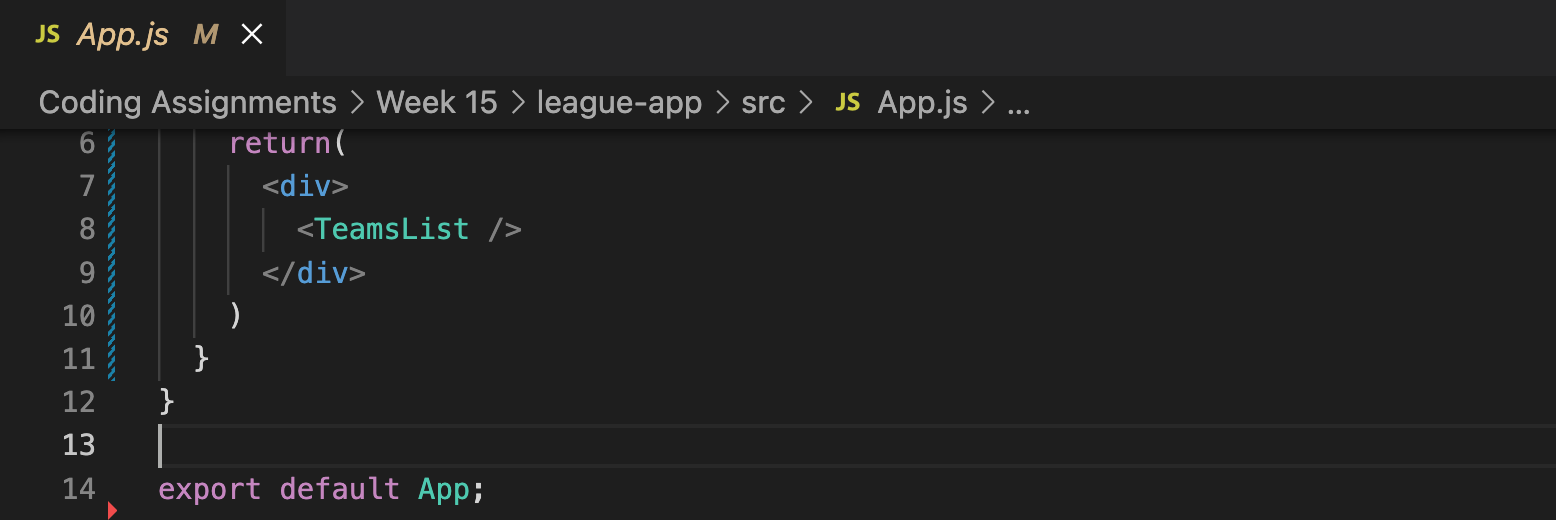 JS App.js M
Coding Assignments > Week 15 > league-app > src > JS App.js > ...
6 return(
7 <div>
8 <TeamsList />
9 </div>
10 )
11 }
12 }
13
14 export default App;